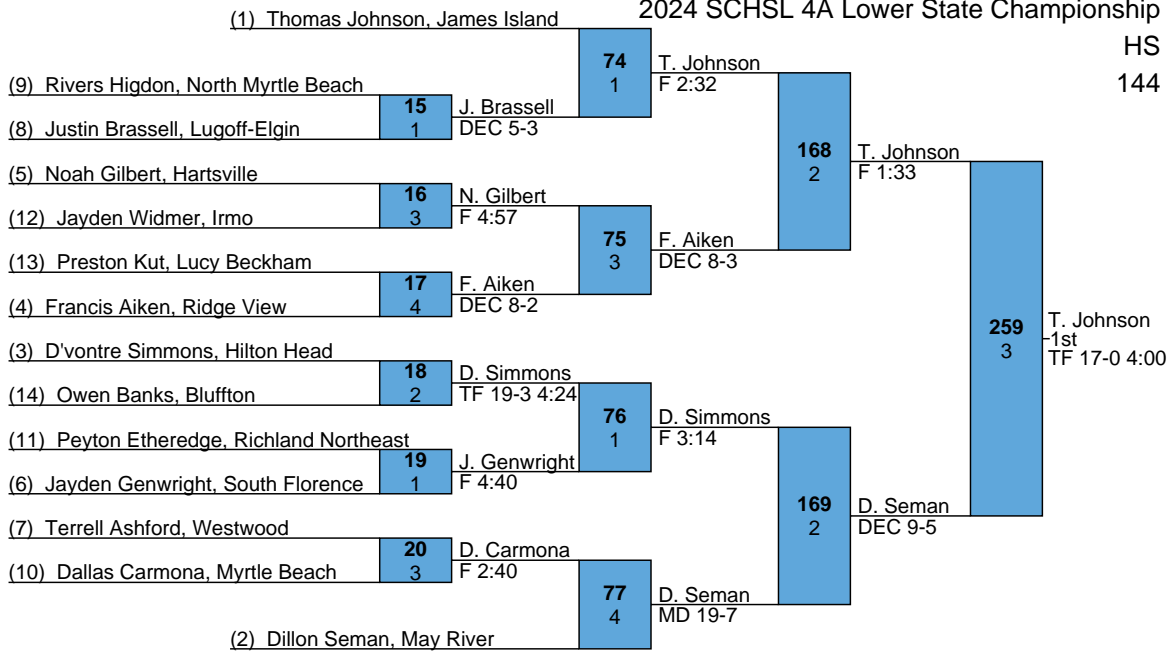 2024 SCHSL 4A Lower State Championship
HS
144
(1) Thomas Johnson, James Island
74
1
T. Johnson
F 2:32
(9) Rivers Higdon, North Myrtle Beach
15
1
J. Brassell
DEC 5-3
(8) Justin Brassell, Lugoff-Elgin
168
2
T. Johnson
F 1:33
(5) Noah Gilbert, Hartsville
16
3
N. Gilbert
F 4:57
(12) Jayden Widmer, Irmo
75
3
F. Aiken
DEC 8-3
(13) Preston Kut, Lucy Beckham
17
4
F. Aiken
DEC 8-2
(4) Francis Aiken, Ridge View
259
3
T. Johnson
1st
TF 17-0 4:00
(3) D'vontre Simmons, Hilton Head
18
2
D. Simmons
TF 19-3 4:24
(14) Owen Banks, Bluffton
76
1
D. Simmons
F 3:14
(11) Peyton Etheredge, Richland Northeast
19
1
J. Genwright
F 4:40
(6) Jayden Genwright, South Florence
169
2
D. Seman
DEC 9-5
(7) Terrell Ashford, Westwood
20
3
D. Carmona
F 2:40
(10) Dallas Carmona, Myrtle Beach
77
4
D. Seman
MD 19-7
(2) Dillon Seman, May River